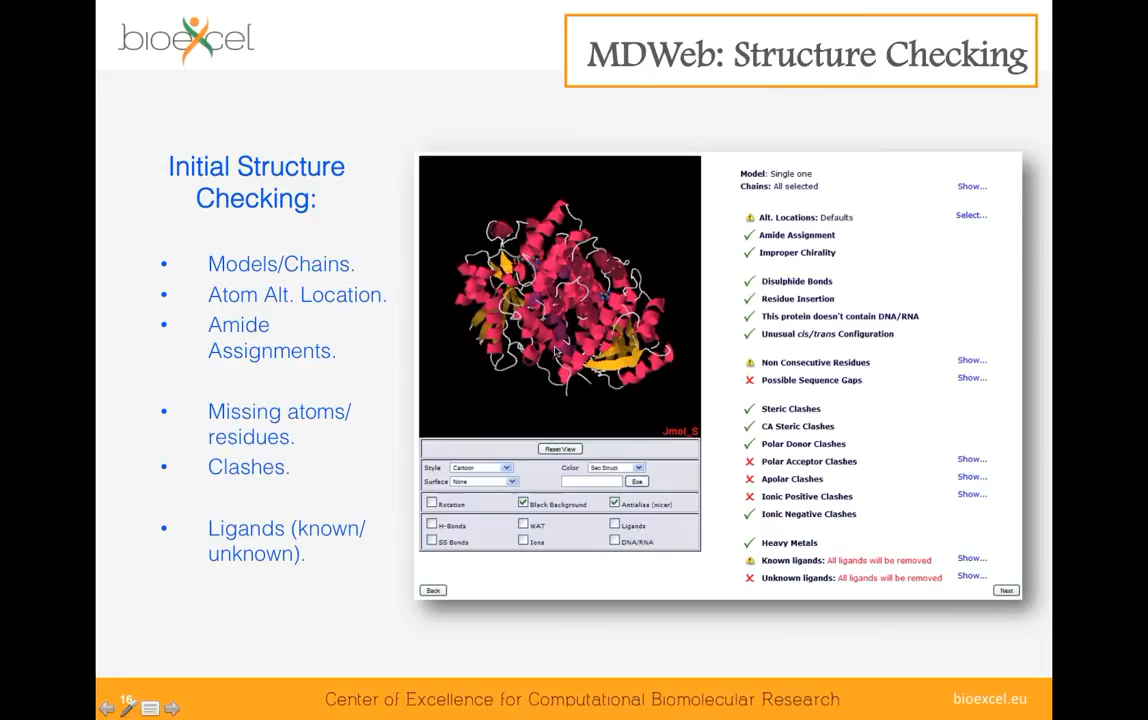 bioexcel
MDWeb: Structure Checking
Initial Structure
Checking:
• Models/Chains.
• Atom Alt. Location.
• Amide
Assignments.
• Missing atoms/
residues.
• Clashes.
• Ligands (known/
unknown).
Jmol_S
Reset View
Style Cartoon Color Sec Struct
Surface None Exe
Rotation Black Background Antialias (nicer)
H-Bonds WAT Ligands
SS Bonds Ions DNA/RNA
Back
Model: Single one
Chains: All selected Show...
Alt. Locations: Defaults Select...
Amide Assignment
Improper Chirality
Disulphide Bonds
Residue Insertion
This protein doesn't contain DNA/RNA
Unusual cis/trans Configuration
Non Consecutive Residues Show...
Possible Sequence Gaps Show...
Steric Clashes
CA Steric Clashes
Polar Donor Clashes
Polar Acceptor Clashes Show...
Apolar Clashes Show...
Ionic Positive Clashes Show...
Ionic Negative Clashes
Heavy Metals
Known ligands: All ligands will be removed Show...
Unknown ligands: All ligands will be removed Show...
Next
16
Center of Excellence for Computational Biomolecular Research
bioexcel.eu